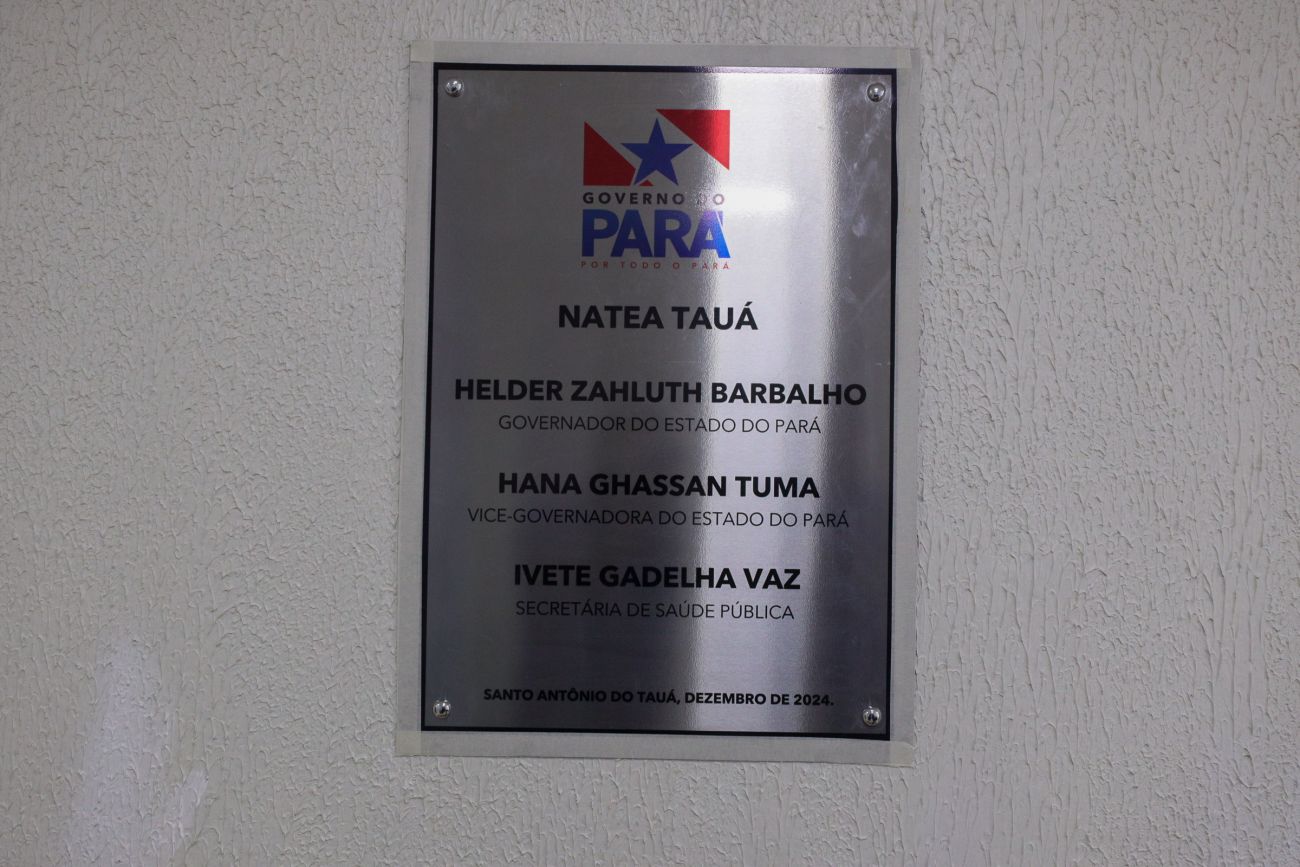 GOVERNO DO
PARÁ
POR TODO O PARÁ
NATEA TAUÁ
HELDER ZAHLUTH BARBALHO
GOVERNADOR DO ESTADO DO PARÁ
HANA GHASSAN TUMA
VICE-GOVERNADORA DO ESTADO DO PARÁ
IVETE GADELHA VAZ
SECRETÁRIA DE SAÚDE PÚBLICA
SANTO ANTÔNIO DO TAUÁ, DEZEMBRO DE 2024.